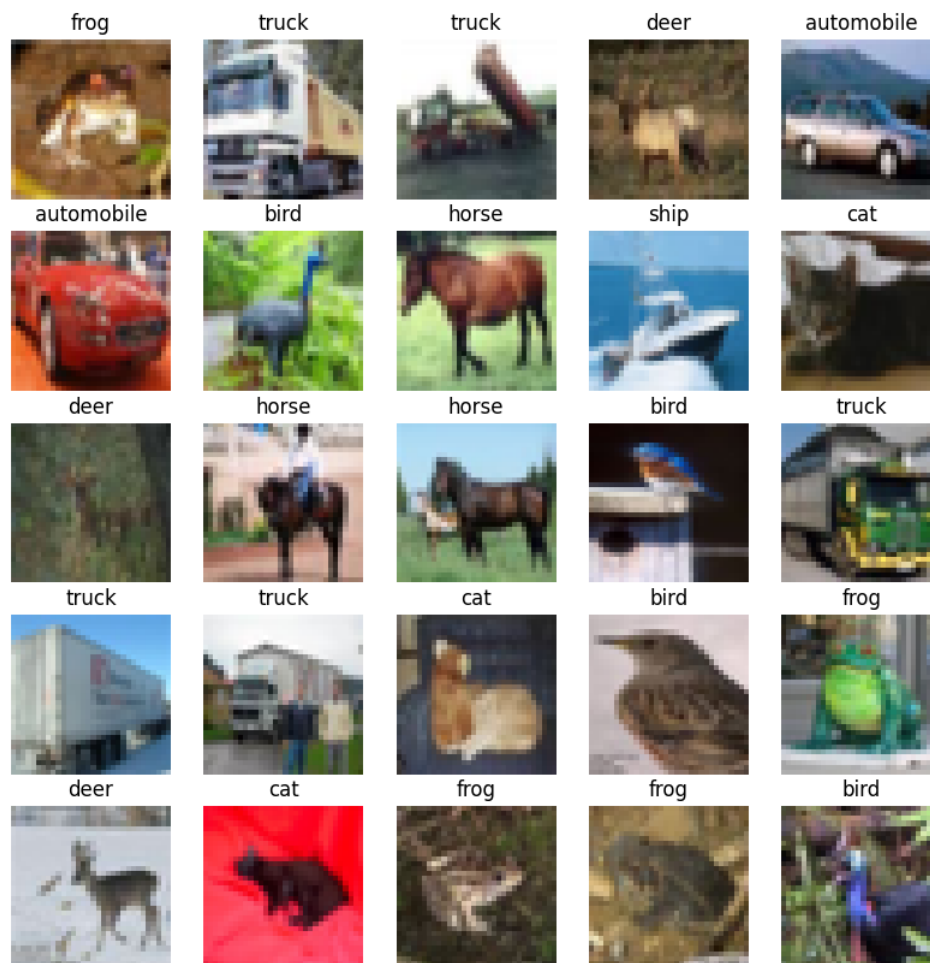 frog truck truck deer automobile
automobile bird horse ship cat
deer horse horse bird truck
truck truck cat bird frog
deer cat frog frog bird